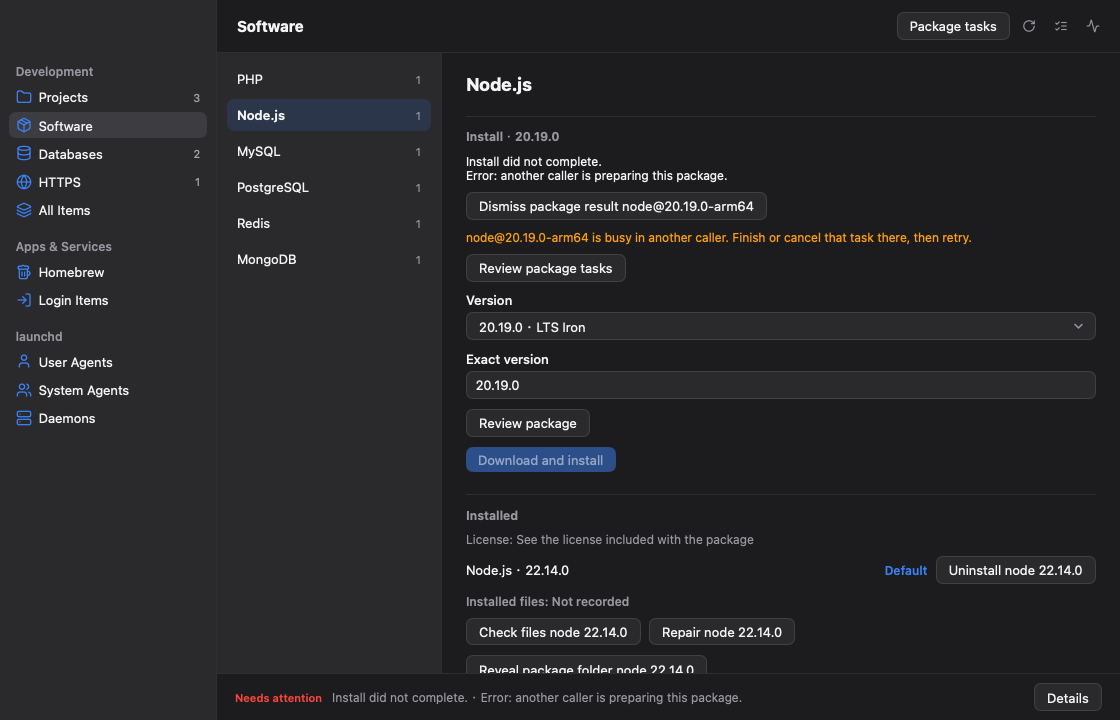 Software
Package tasks
Development
Projects 3
Software
Databases 2
HTTPS 1
All Items
Apps & Services
Homebrew
Login Items
launchd
User Agents
System Agents
Daemons
PHP 1
Node.js 1
MySQL 1
PostgreSQL 1
Redis 1
MongoDB 1
Node.js
Install · 20.19.0
Install did not complete.
Error: another caller is preparing this package.
Dismiss package result node@20.19.0-arm64
node@20.19.0-arm64 is busy in another caller. Finish or cancel that task there, then retry.
Review package tasks
Version
20.19.0 · LTS Iron
Exact version
20.19.0
Review package
Download and install
Installed
License: See the license included with the package
Node.js · 22.14.0 Default Uninstall node 22.14.0
Installed files: Not recorded
Check files node 22.14.0 Repair node 22.14.0
Reveal package folder node 22.14.0
Needs attention Install did not complete. · Error: another caller is preparing this package. Details